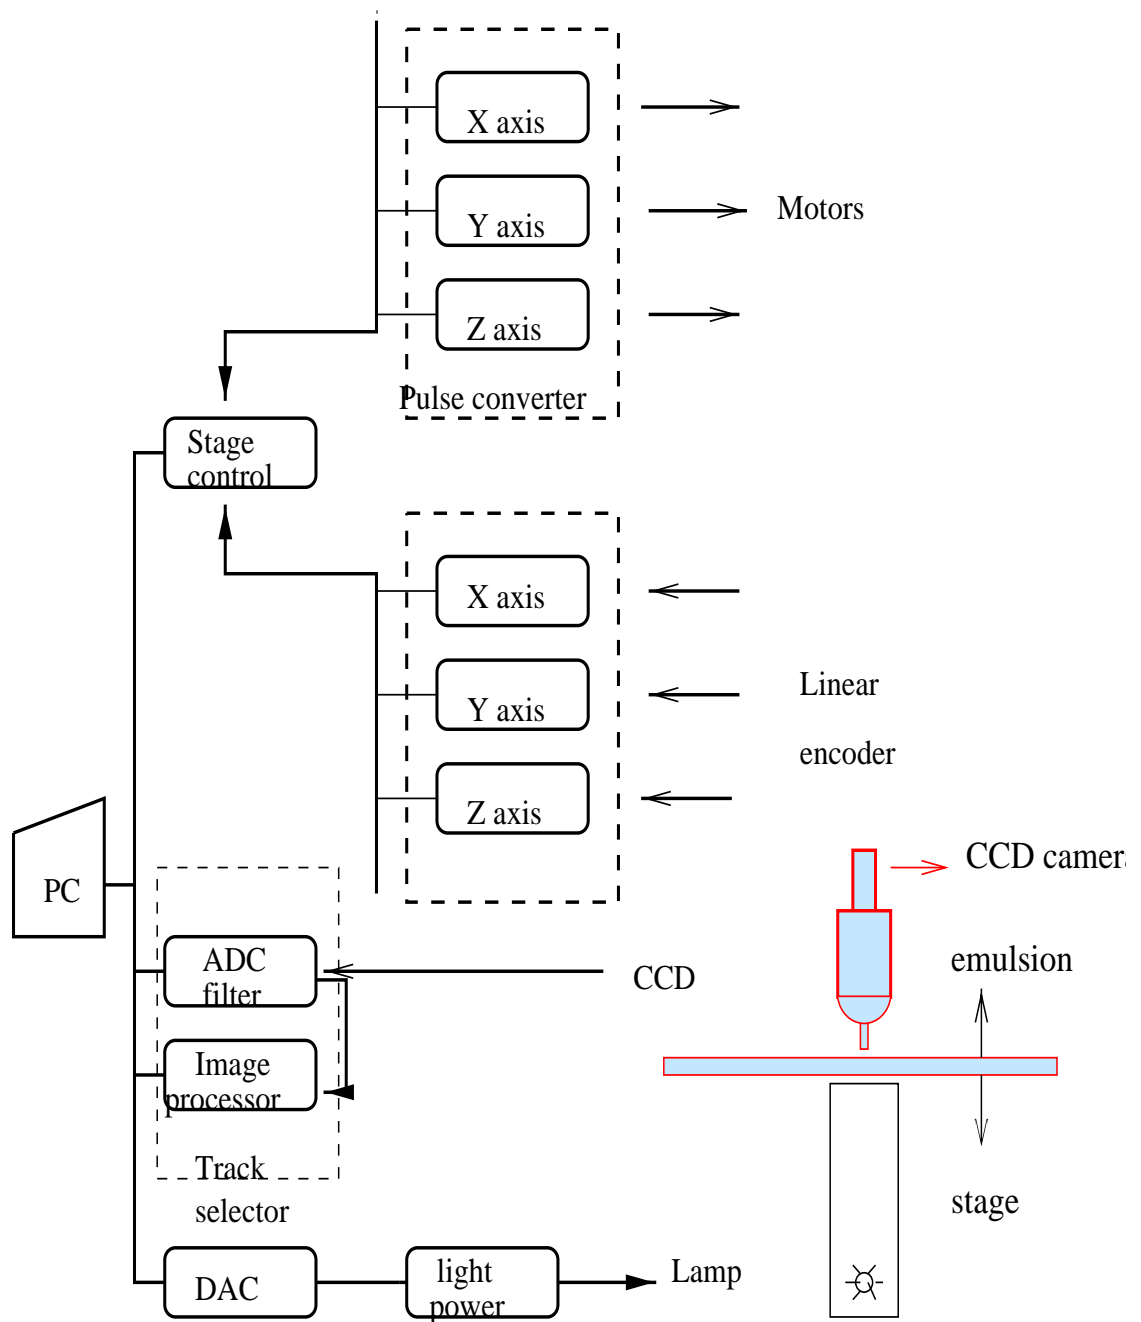 X axis
Y axis
Motors
Z axis
Pulse converter
Stage
control
X axis
Y axis
Linear
encoder
Z axis
PC
CCD camera
ADC
filter
CCD
emulsion
Image
processor
Track
selector
stage
DAC
light
power
Lamp